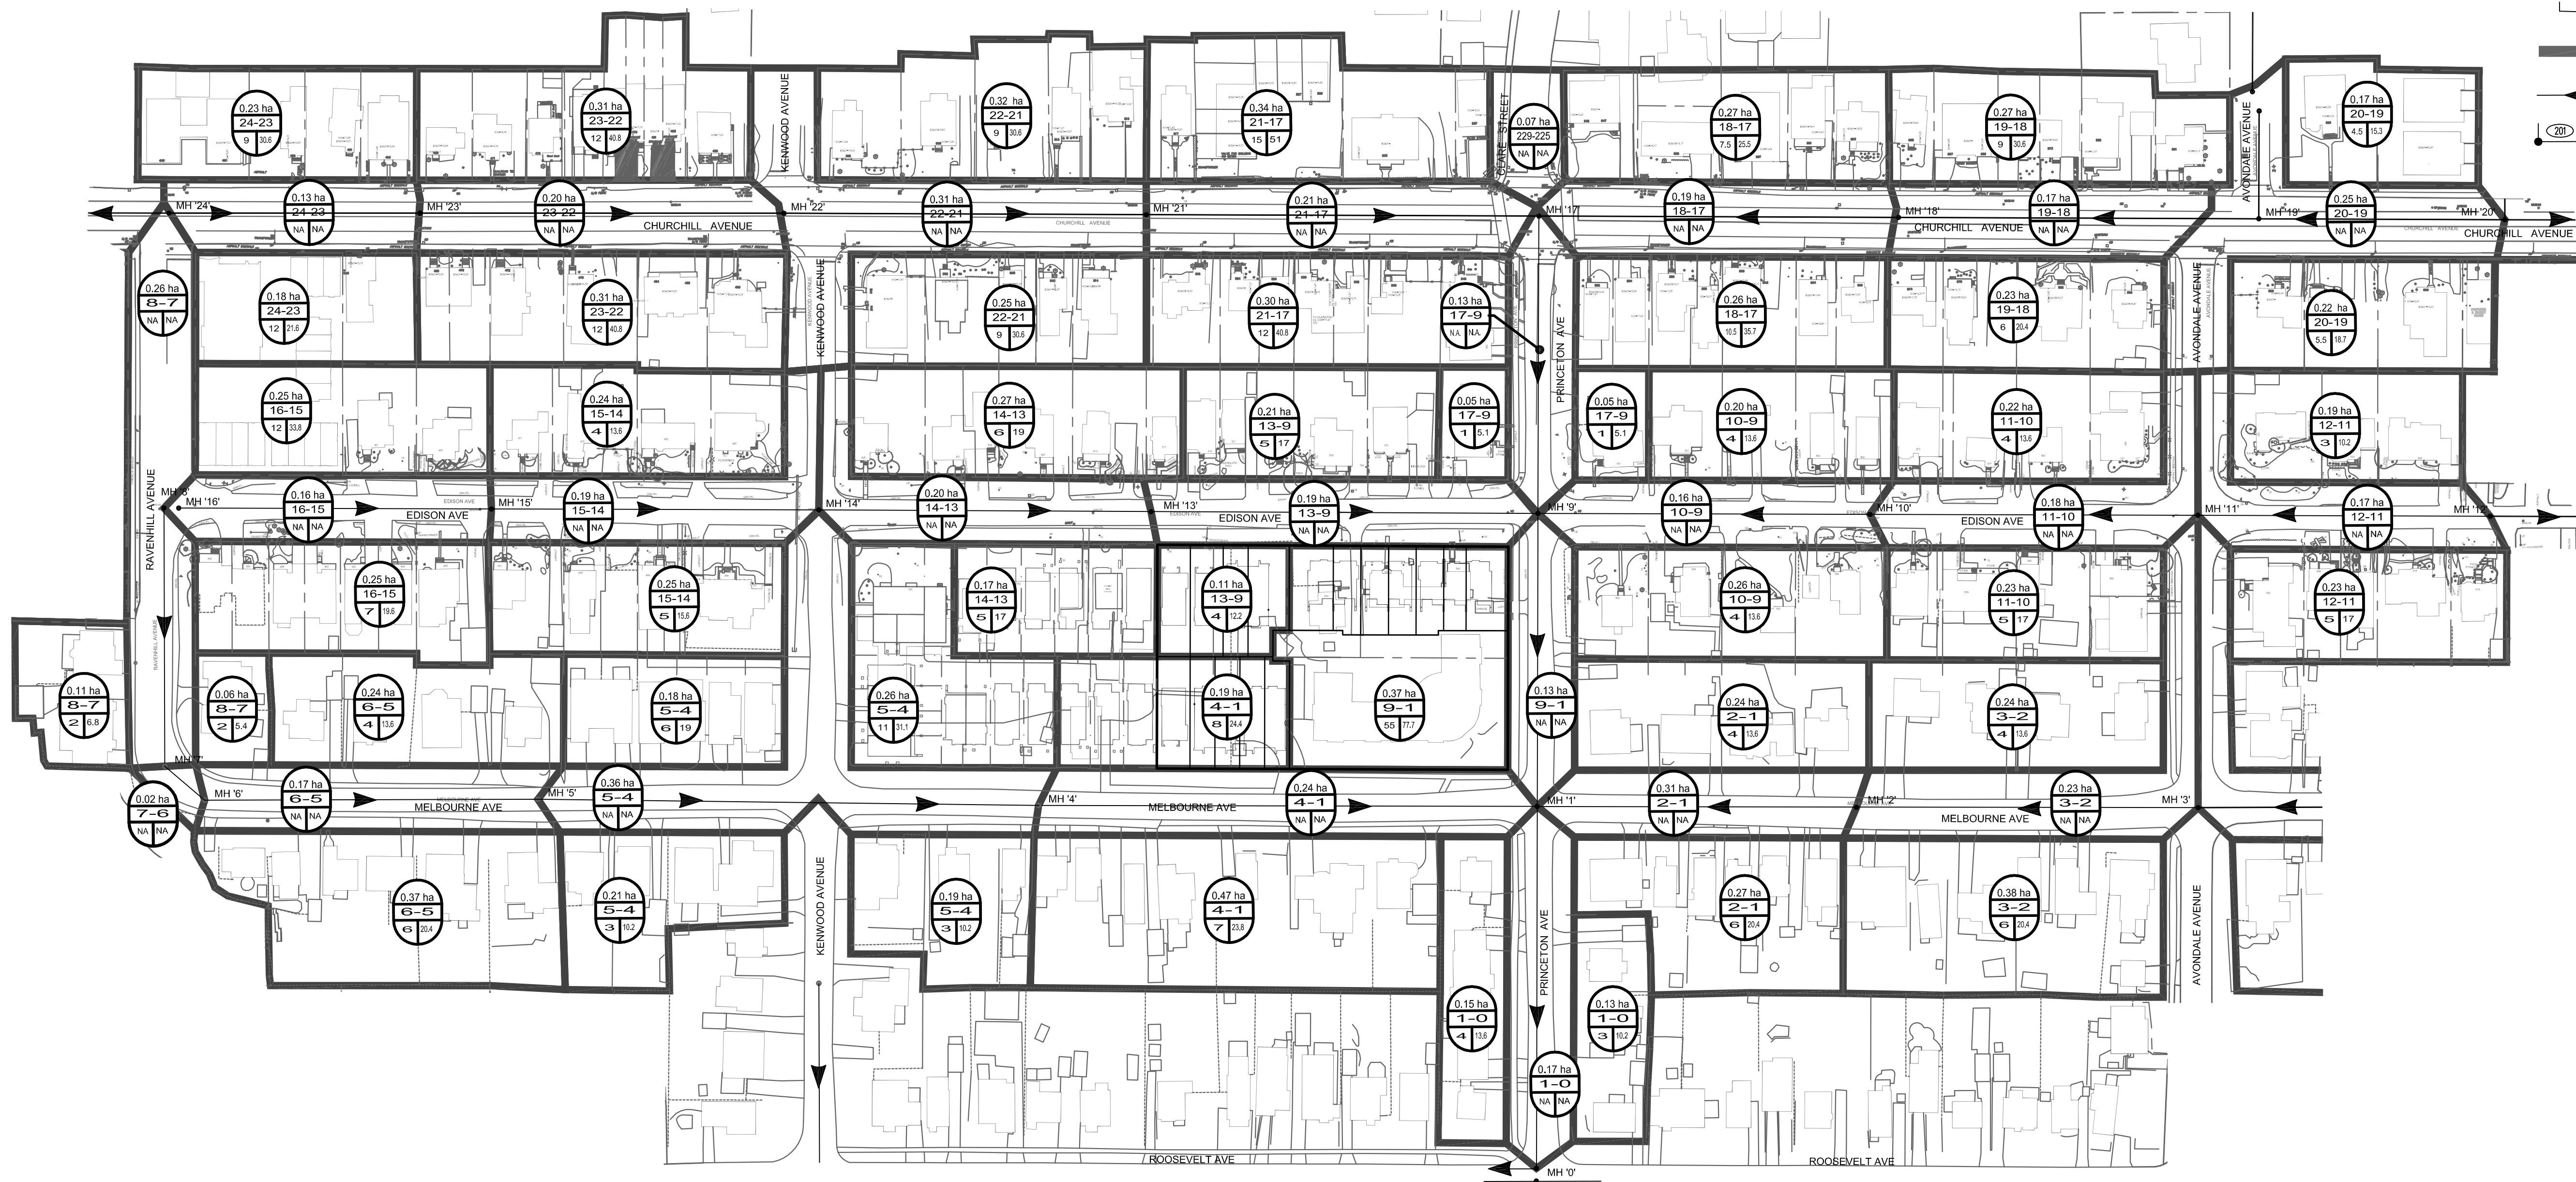 0.23 ha
24-23
9 30.6
0.31 ha
23-22
12 40.8
KENWOOD AVENUE
0.32 ha
22-21
9 30.6
0.34 ha
21-17
15 51
CLARE STREET
0.07 ha
229-225
NA NA
0.27 ha
18-17
7.5 25.5
0.27 ha
19-18
9 30.6
AVONDALE AVENUE
AVONDALE AVENUE
0.17 ha
20-19
4.5 15.3
201
MH '24'
0.13 ha
24-23
NA NA
MH '23'
0.20 ha
23-22
NA NA
MH '22'
CHURCHILL AVENUE
0.31 ha
22-21
NA NA
CHURCHILL AVENUE
MH '21'
0.21 ha
21-17
NA NA
MH '17'
0.19 ha
18-17
NA NA
MH '18'
CHURCHILL AVENUE
0.17 ha
19-18
NA NA
MH '19'
0.25 ha
20-19
NA NA
MH '20'
CHURCHILL AVENUE
CHURCHILL AVENUE
0.26 ha
8-7
NA NA
0.18 ha
24-23
12 21.6
0.31 ha
23-22
12 40.8
KENWOOD AVENUE
KENWOOD AVENUE
0.25 ha
22-21
9 30.6
0.30 ha
21-17
12 40.8
0.13 ha
17-9
N.A. N.A.
PRINCETON AVE
0.26 ha
18-17
10.5 35.7
0.23 ha
19-18
6 20.4
AVONDALE AVENUE
AVONDALE AVENUE
0.22 ha
20-19
5.5 18.7
0.25 ha
16-15
12 33.8
0.24 ha
15-14
4 13.6
0.27 ha
14-13
6 19
0.21 ha
13-9
5 17
0.05 ha
17-9
1 5.1
0.05 ha
17-9
1 5.1
0.20 ha
10-9
4 13.6
0.22 ha
11-10
4 13.6
0.19 ha
12-11
3 10.2
RAVENHILL AVENUE
MH '8'
MH '16'
0.16 ha
16-15
NA NA
EDISON AVE
EDISON AVE
MH '15'
0.19 ha
15-14
NA NA
MH '14'
0.20 ha
14-13
NA NA
MH '13'
EDISON AVE
EDISON AVE
0.19 ha
13-9
NA NA
MH '9'
0.16 ha
10-9
NA NA
MH '10'
EDISON AVE
0.18 ha
11-10
NA NA
MH '11'
0.17 ha
12-11
NA NA
MH '12'
0.25 ha
16-15
7 19.6
0.25 ha
15-14
5 15.6
0.17 ha
14-13
5 17
0.11 ha
13-9
4 12.2
0.26 ha
10-9
4 13.6
0.23 ha
11-10
5 17
0.23 ha
12-11
5 17
RAVENHILL AVENUE
0.11 ha
8-7
2 6.8
0.06 ha
8-7
2 5.4
0.24 ha
6-5
4 13.6
0.18 ha
5-4
6 19
0.26 ha
5-4
11 31.1
0.19 ha
4-1
8 24.4
0.37 ha
9-1
55 77.7
0.13 ha
9-1
NA NA
0.24 ha
2-1
4 13.6
0.24 ha
3-2
4 13.6
MH '7'
0.02 ha
7-6
NA NA
MH '6'
0.17 ha
6-5
NA NA
MELBOURNE AVE
MELBOURNE AVE
MH '5'
0.36 ha
5-4
NA NA
MH '4'
MELBOURNE AVE
0.24 ha
4-1
NA NA
MH '1'
0.31 ha
2-1
NA NA
MH '2'
MELBOURNE AVE
0.23 ha
3-2
NA NA
MH '3'
0.37 ha
6-5
6 20.4
0.21 ha
5-4
3 10.2
KENWOOD AVENUE
0.19 ha
5-4
3 10.2
0.47 ha
4-1
7 23.8
PRINCETON AVE
0.27 ha
2-1
6 20.4
0.38 ha
3-2
6 20.4
AVONDALE AVENUE
0.15 ha
1-0
4 13.6
0.13 ha
1-0
3 10.2
0.17 ha
1-0
NA NA
ROOSEVELT AVE
MH '0'
ROOSEVELT AVE